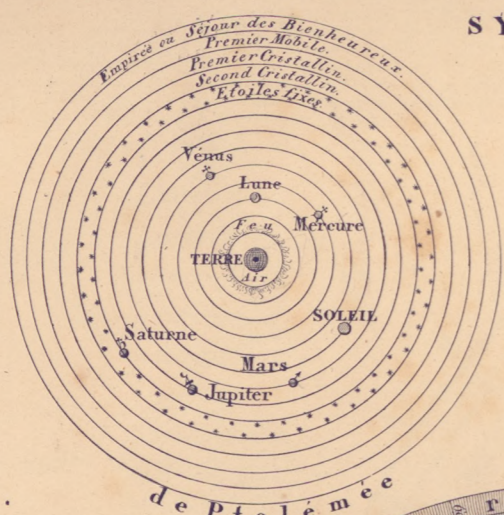 SY
Empirée ou Séjour des Bienheureux.
Premier Mobile.
Premier Cristallin.
Second Cristallin.
Etoiles fixes
Vénus
Lune
Mercure
Feu
TERRE
Air
SOLEIL
Saturne
Mars
Jupiter
de Ptolémée
r